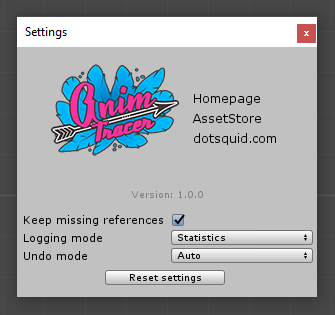 Settings
x
Anim
Tracer
Homepage
AssetStore
dotsquid.com
Version: 1.0.0
Keep missing references
Logging mode Statistics
Undo mode Auto
Reset settings